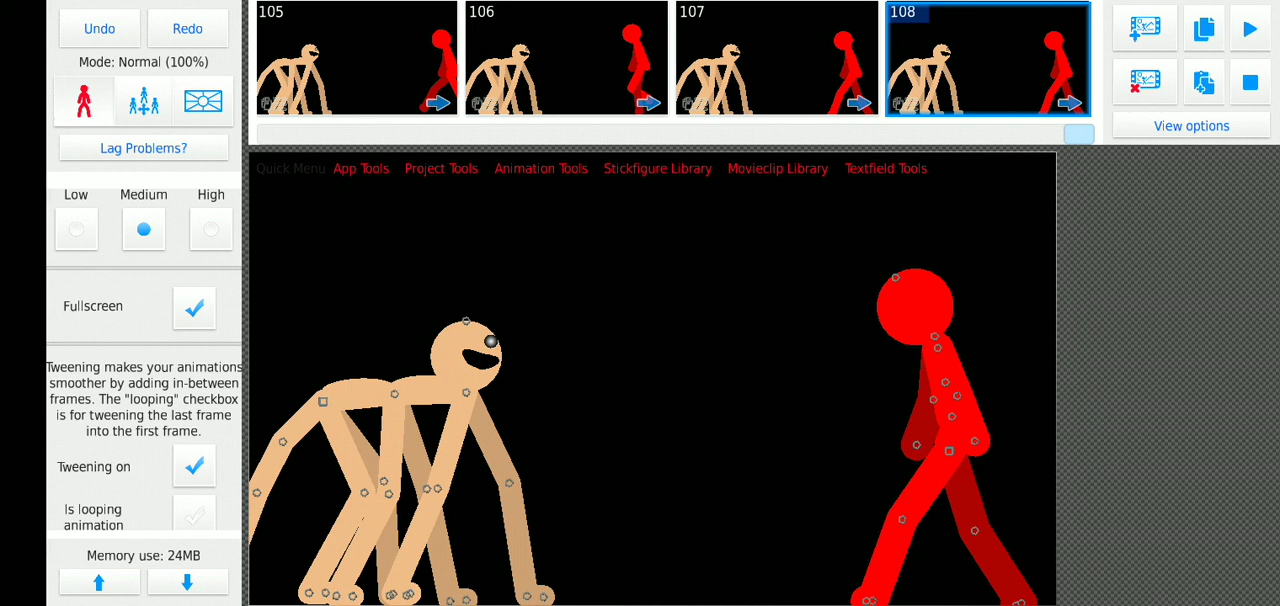 Undo
Redo
Mode: Normal (100%)
Lag Problems?
Low
Medium
High
Fullscreen
Tweening makes your animations
smoother by adding in-between
frames. The "looping" checkbox
is for tweening the last frame
into the first frame.
Tweening on
Is looping
animation
Memory use: 24MB
105
106
107
108
View options
Quick Menu
App Tools
Project Tools
Animation Tools
Stickfigure Library
Movieclip Library
Textfield Tools